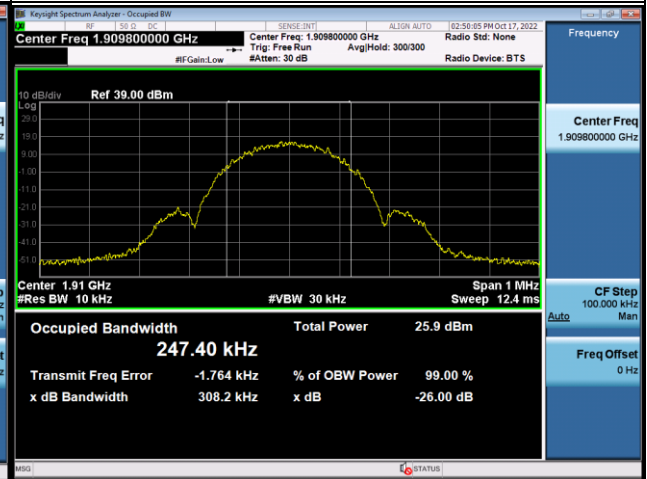 Keysight Spectrum Analyzer - Occupied BW
RF 50 Ω DC SENSE:INT ALIGN AUTO 02:50:05 PM Oct 17, 2022
Center Freq 1.909800000 GHz
Center Freq: 1.909800000 GHz
Radio Std: None
Trig: Free Run Avg|Hold: 300/300
#IFGain:Low
#Atten: 30 dB
Radio Device: BTS
10 dB/div Ref 39.00 dBm
Log
29.0
19.0
9.00
-1.00
-11.0
-21.0
-31.0
-41.0
-51.0
Center 1.91 GHz
Span 1 MHz
#Res BW 10 kHz
#VBW 30 kHz
Sweep 12.4 ms
Occupied Bandwidth
Total Power 25.9 dBm
247.40 kHz
Transmit Freq Error -1.764 kHz
% of OBW Power 99.00 %
x dB Bandwidth 308.2 kHz
x dB -26.00 dB
MSG
STATUS
Frequency
Center Freq
1.909800000 GHz
CF Step
100.000 kHz
Auto Man
Freq Offset
0 Hz